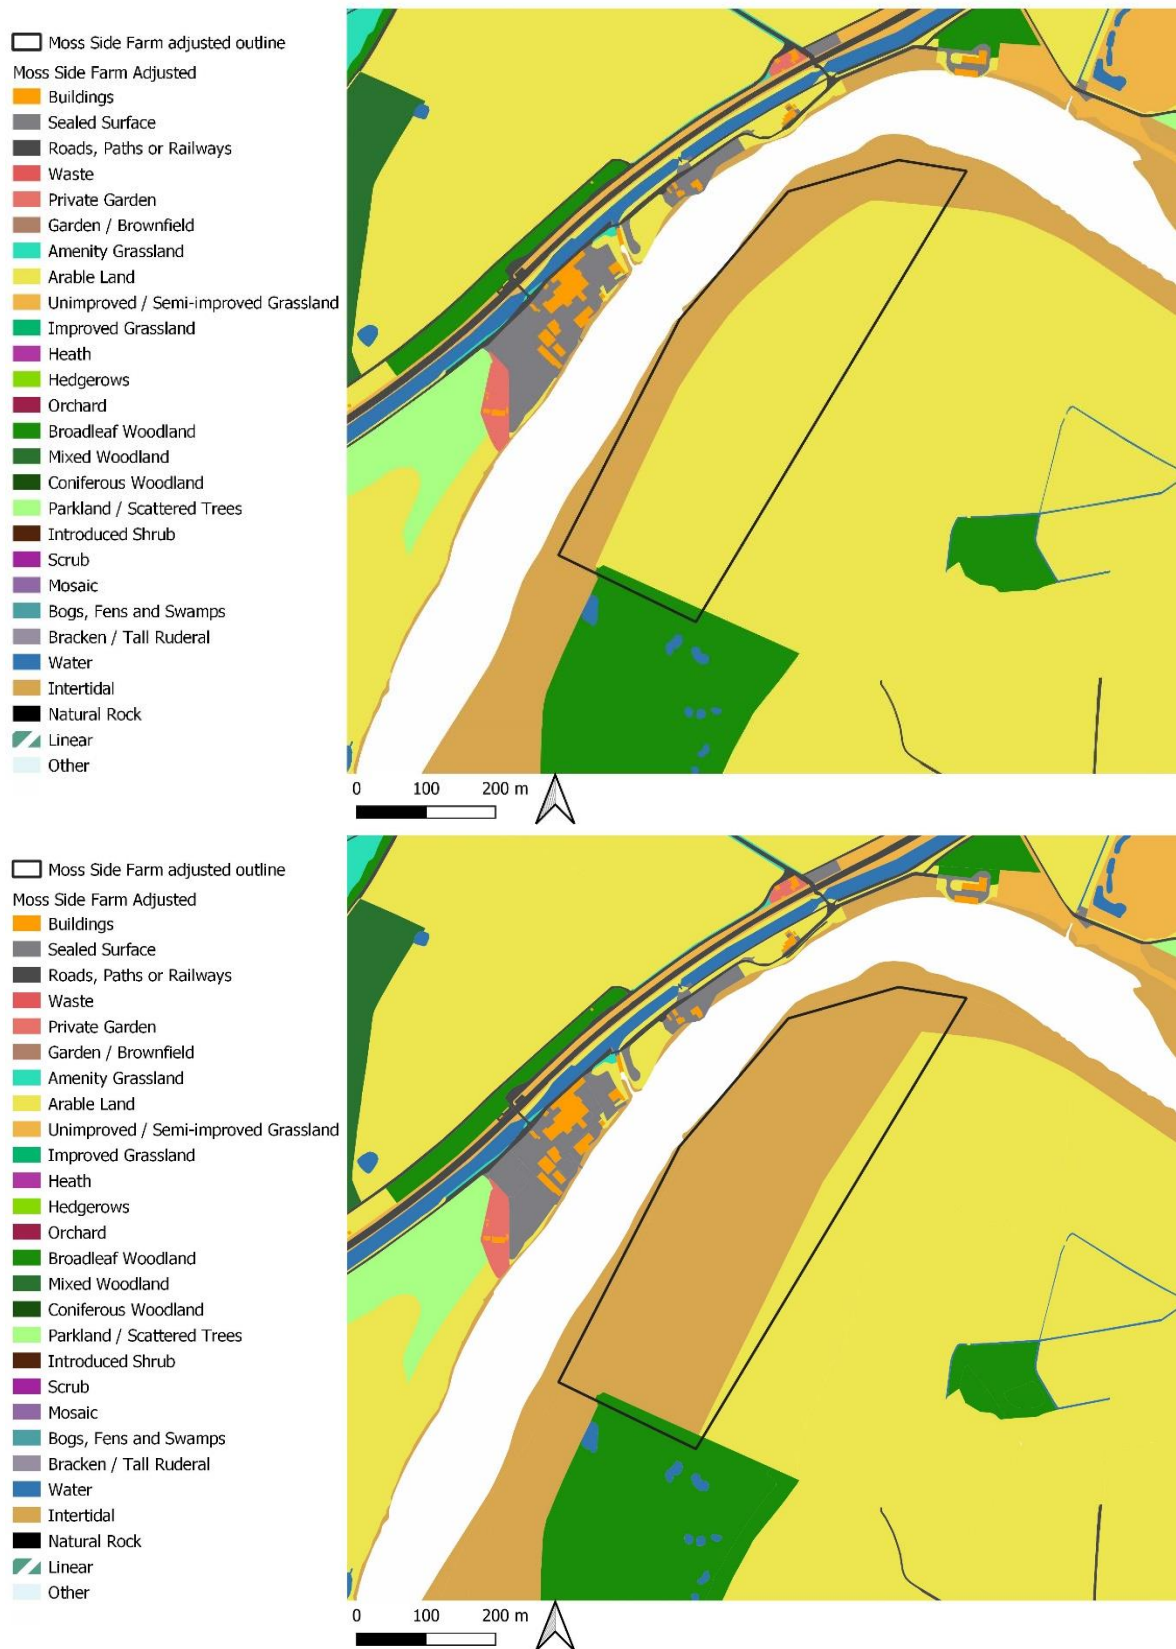 Moss Side Farm adjusted outline
Moss Side Farm Adjusted
Buildings
Sealed Surface
Roads, Paths or Railways
Waste
Private Garden
Garden / Brownfield
Amenity Grassland
Arable Land
Unimproved / Semi-improved Grassland
Improved Grassland
Heath
Hedgerows
Orchard
Broadleaf Woodland
Mixed Woodland
Coniferous Woodland
Parkland / Scattered Trees
Introduced Shrub
Scrub
Mosaic
Bogs, Fens and Swamps
Bracken / Tall Ruderal
Water
Intertidal
Natural Rock
Linear
Other
0 100 200 m
Moss Side Farm adjusted outline
Moss Side Farm Adjusted
Buildings
Sealed Surface
Roads, Paths or Railways
Waste
Private Garden
Garden / Brownfield
Amenity Grassland
Arable Land
Unimproved / Semi-improved Grassland
Improved Grassland
Heath
Hedgerows
Orchard
Broadleaf Woodland
Mixed Woodland
Coniferous Woodland
Parkland / Scattered Trees
Introduced Shrub
Scrub
Mosaic
Bogs, Fens and Swamps
Bracken / Tall Ruderal
Water
Intertidal
Natural Rock
Linear
Other
0 100 200 m